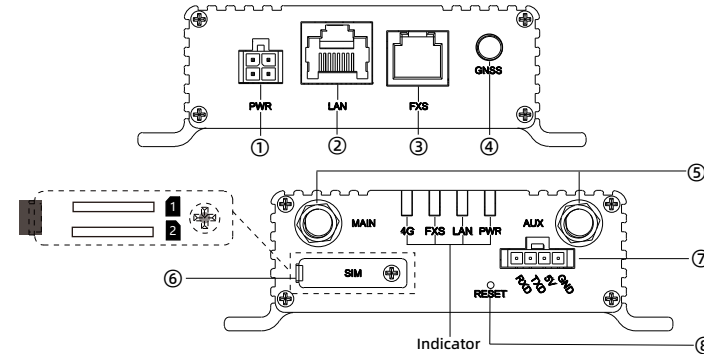 PWR LAN FXS GNSS
① ② ③ ④
⑤
1
2
MAIN 4G FXS LAN PWR AUX
⑥ SIM
⑦
RXD TXD 5V GND
RESET
Indicator ⑧